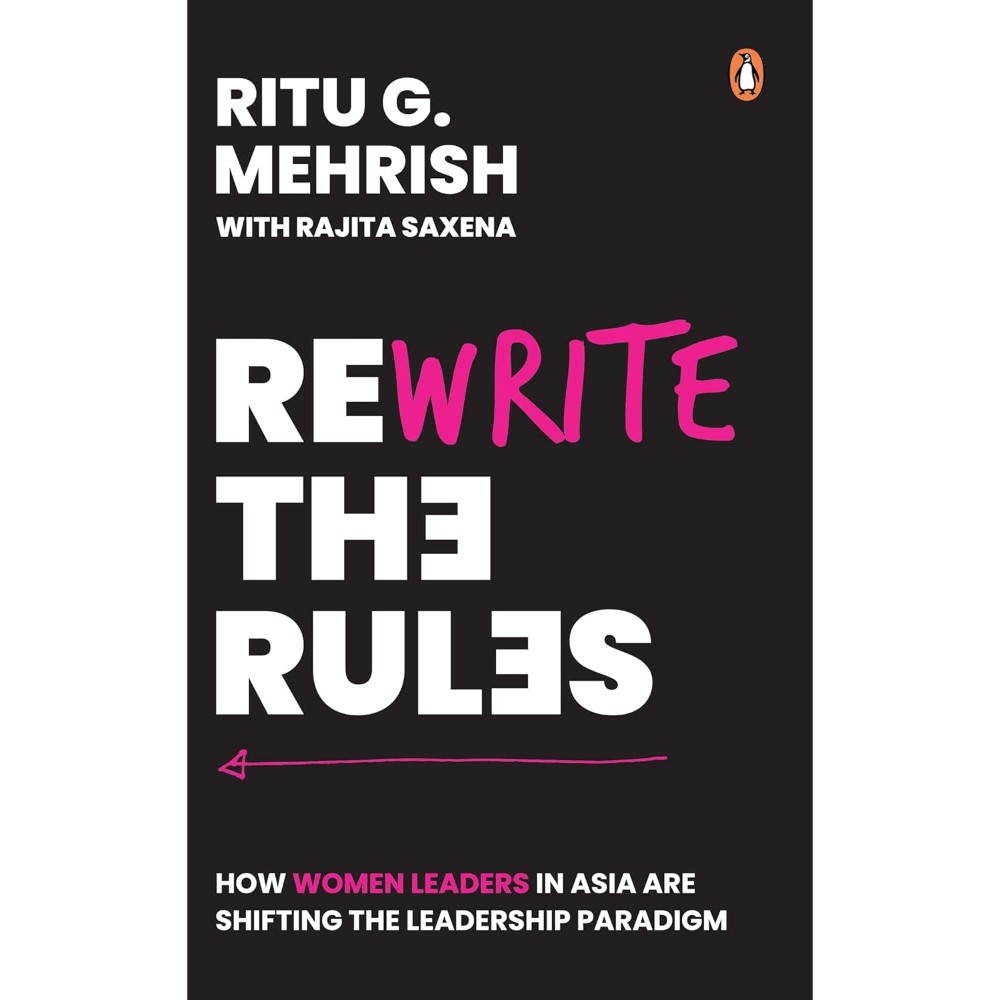 RITU G.
MEHRISH
WITH RAJITA SAXENA
REWRITE
THE
RULES
HOW WOMEN LEADERS IN ASIA ARE
SHIFTING THE LEADERSHIP PARADIGM